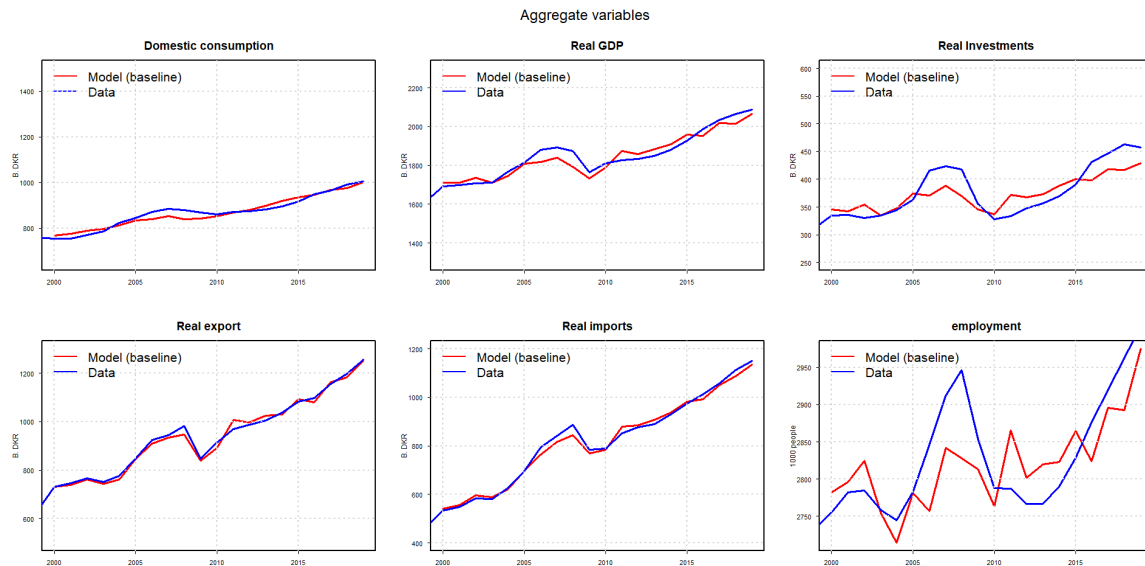 Aggregate variables
Domestic consumption
Model (baseline)
Data
B.DKR
1400
1200
1000
800
2000
2005
2010
2015
Real GDP
Model (baseline)
Data
B.DKR
2200
2000
1800
1600
1400
2000
2005
2010
2015
Real Investments
Model (baseline)
Data
B.DKR
600
550
500
450
400
350
300
250
2000
2005
2010
2015
Real export
Model (baseline)
Data
B.DKR
1200
1000
800
600
2000
2005
2010
2015
Real imports
Model (baseline)
Data
B.DKR
1200
1000
800
600
400
2000
2005
2010
2015
employment
Model (baseline)
Data
1000 people
2950
2900
2850
2800
2750
2000
2005
2010
2015